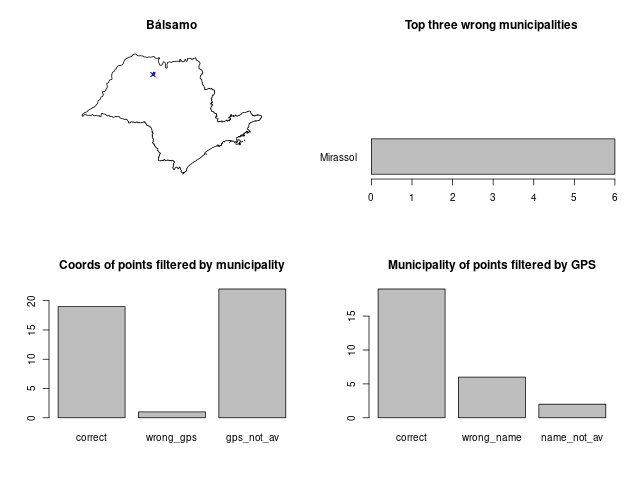 Bálsamo
Top three wrong municipalities
Mirassol
0 1 2 3 4 5 6
Coords of points filtered by municipality
0 5 10 15 20
correct wrong_gps gps_not_av
Municipality of points filtered by GPS
0 5 10 15
correct wrong_name name_not_av